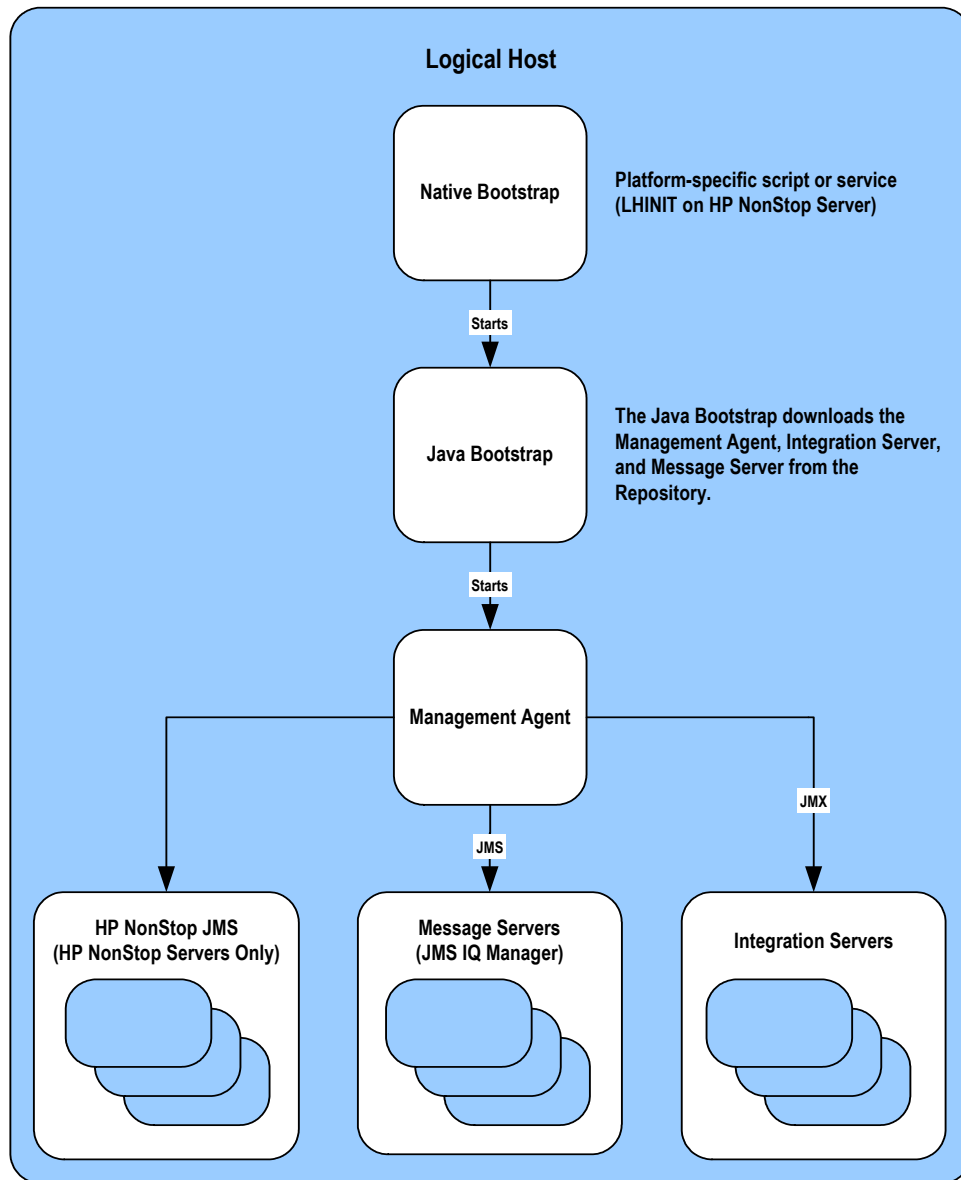 Logical Host
Native Bootstrap
Platform-specific script or service
(LHINIT on HP NonStop Server)
Starts
Java Bootstrap
The Java Bootstrap downloads the
Management Agent, Integration Server,
and Message Server from the
Repository.
Starts
Management Agent
JMX
JMS
HP NonStop JMS
(HP NonStop Servers Only)
Message Servers
(JMS IQ Manager)
Integration Servers